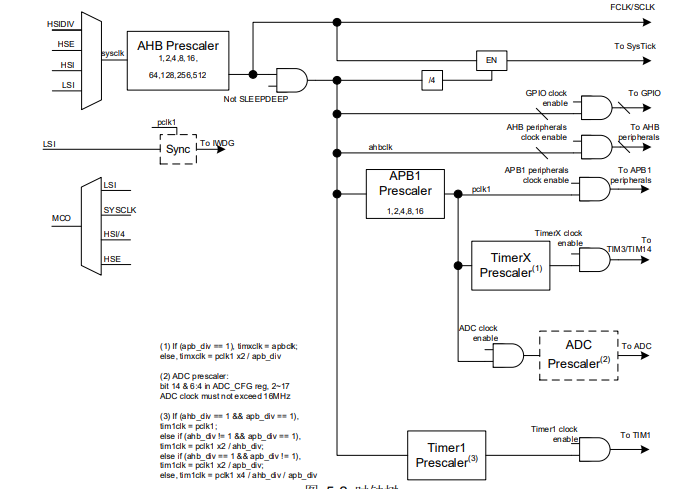 FCLK/SCLK
HSIDIV
HSE
HSI
LSI
sysclk
AHB Prescaler
1,2,4,8,16,
64,128,256,512
Not SLEEPDEEP
EN
To SysTick
/4
GPIO clock
enable
To GPIO
AHB peripherals
clock enable
To AHB
peripherals
ahbclk
pclk1
LSI
Sync
To IWDG
APB1
Prescaler
1,2,4,8,16
pclk1
APB1 peripherals
clock enable
To APB1
peripherals
MCO
LSI
SYSCLK
HSI/4
HSE
TimerX
Prescaler(1)
TimerX clock
enable
To
TIM3/TIM14
ADC clock
enable
ADC
Prescaler(2)
To ADC
(1) If (apb_div == 1), timxclk = apbclk;
else, timxclk = pclk1 x2 / apb_div
(2) ADC prescaler:
bit 14 & 6:4 in ADC_CFG reg, 2~17
ADC clock must not exceed 16MHz
(3) If (ahb_div == 1 && apb_div == 1),
tim1clk = pclk1;
else if (ahb_div != 1 && apb_div == 1),
tim1clk = pclk1 x2 / ahb_div;
else if (ahb_div == 1 && apb_div != 1),
tim1clk = pclk1 x2 / apb_div;
else, tim1clk = pclk1 x4 / ahb_div / apb_div
Timer1
Prescaler(3)
Timer1 clock
enable
To TIM1